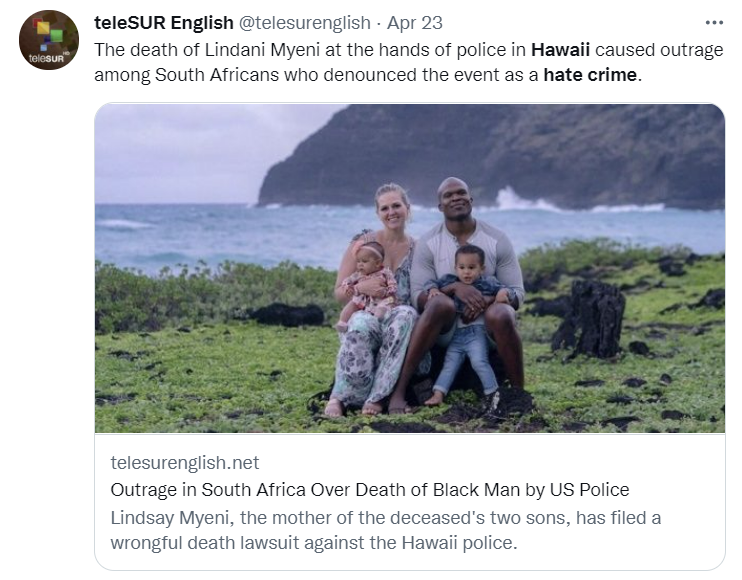 teleSUR English @telesurenglish · Apr 23
The death of Lindani Myeni at the hands of police in Hawaii caused outrage
among South Africans who denounced the event as a hate crime.
teleSUR
telesurenglish.net
Outrage in South Africa Over Death of Black Man by US Police
Lindsay Myeni, the mother of the deceased's two sons, has filed a
wrongful death lawsuit against the Hawaii police.